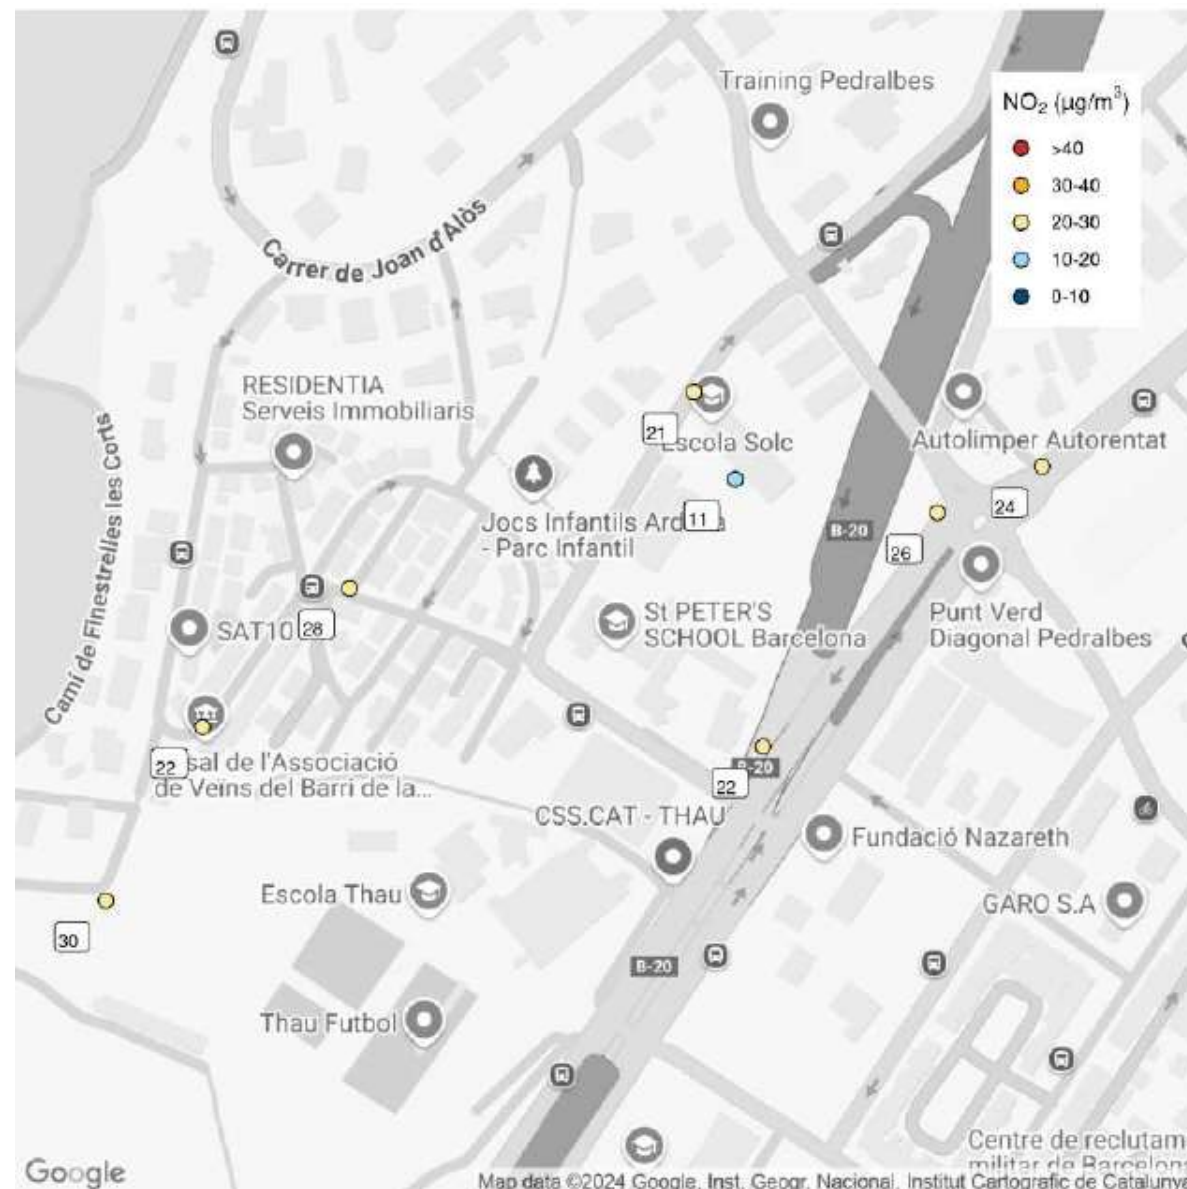 Training Pedralbes
NO₂ (µg/m³)
>40
30-40
20-30
10-20
0-10
Carrer de Joan d'Alòs
RESIDENTIA
Serveis Immobiliaris
21
Escola Solc
Autolimper Autorentat
Camí de Finestrelles les Corts
11
24
Jocs Infantils
- Parc Infantil
B-20
26
SAT10
28
St PETER'S
SCHOOL Barcelona
Punt Verd
Diagonal Pedralbes
22
sal de l'Associació
de Veïns del Barri de la...
B-20
22
CSS.CAT - THAU
Fundació Nazareth
Escola Thau
GARO S.A
30
B-20
Thau Futbol
Centre de reclutam
militar de Barcelona
Google
Map data ©2024 Google, Inst. Geogr. Nacional, Institut Cartogràfic de Catalunya